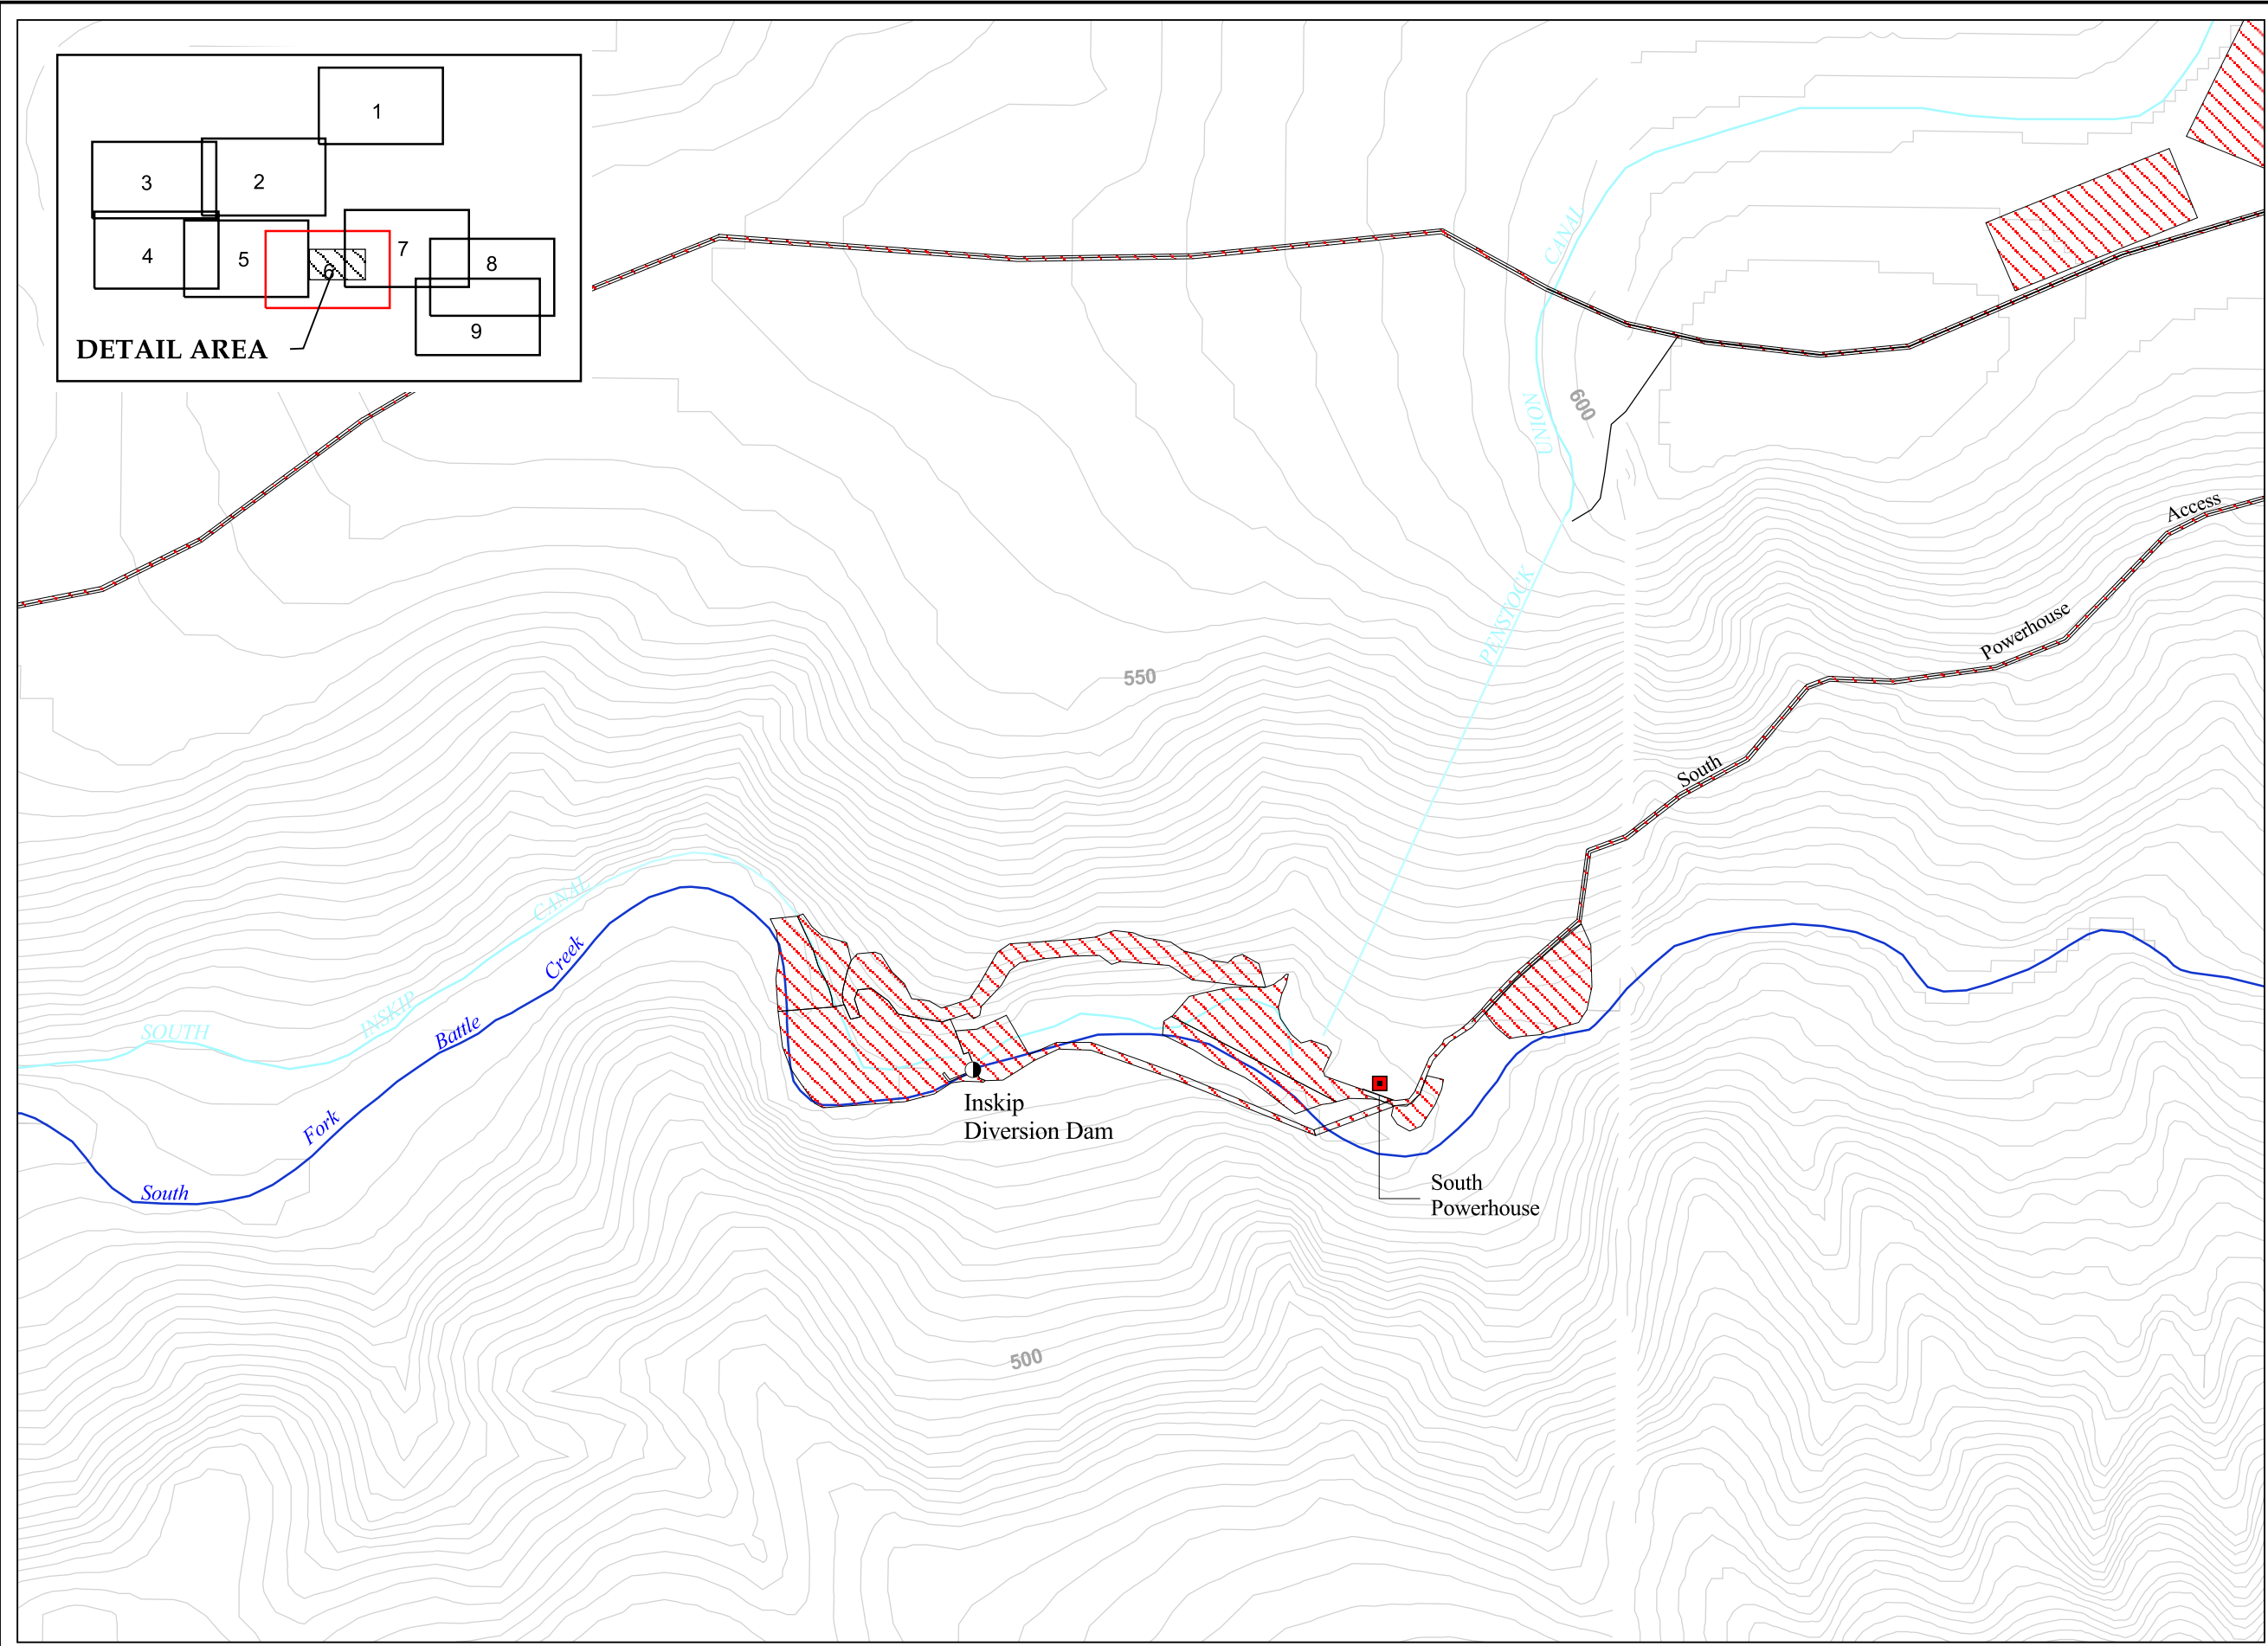 1
2
3
4
5
6
7
8
9
DETAIL AREA
CANAL
UNION
600
PENSTOCK
550
South Powerhouse Access
SOUTH INSKIP CANAL
South Fork Battle Creek
Inskip
Diversion Dam
South
Powerhouse
500